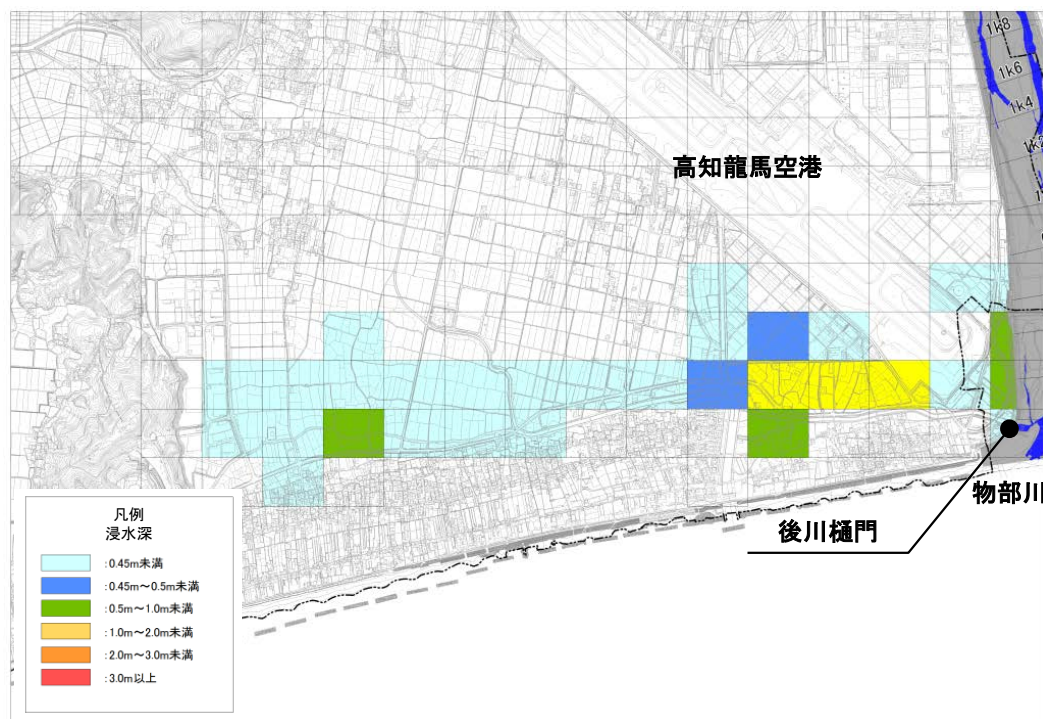 1k8
1k6
1k4
1k2
高知龍馬空港
物部川
後川樋門
凡例
浸水深
:0.45m未満
:0.45m～0.5m未満
:0.5m～1.0m未満
:1.0m～2.0m未満
:2.0m～3.0m未満
:3.0m以上